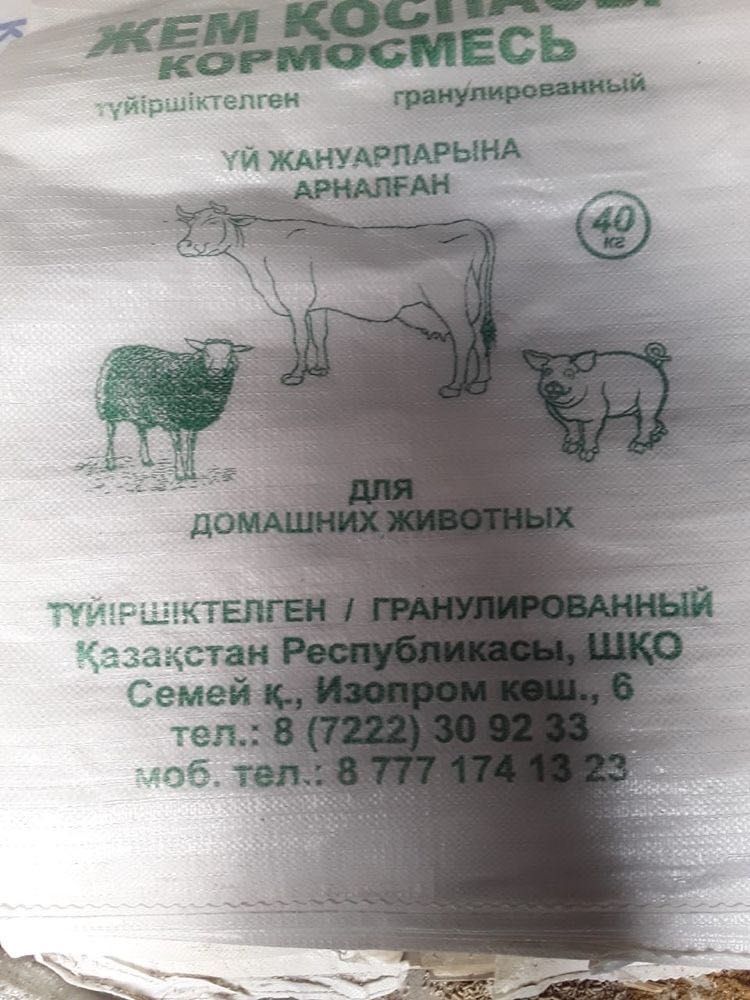 ЖЕМ ҚОСПАСЫ
КОРМОСМЕСЬ
түйіршіктелген гранулированный
ҮЙ ЖАНУАРЛАРЫНА
АРНАЛҒАН
40
кг
ДЛЯ
ДОМАШНИХ ЖИВОТНЫХ
ТҮЙІРШІКТЕЛГЕН / ГРАНУЛИРОВАННЫЙ
Қазақстан Республикасы, ШҚО
Семей қ., Изопром көш., 6
тел.: 8 (7222) 30 92 33
моб. тел.: 8 777 174 13 23